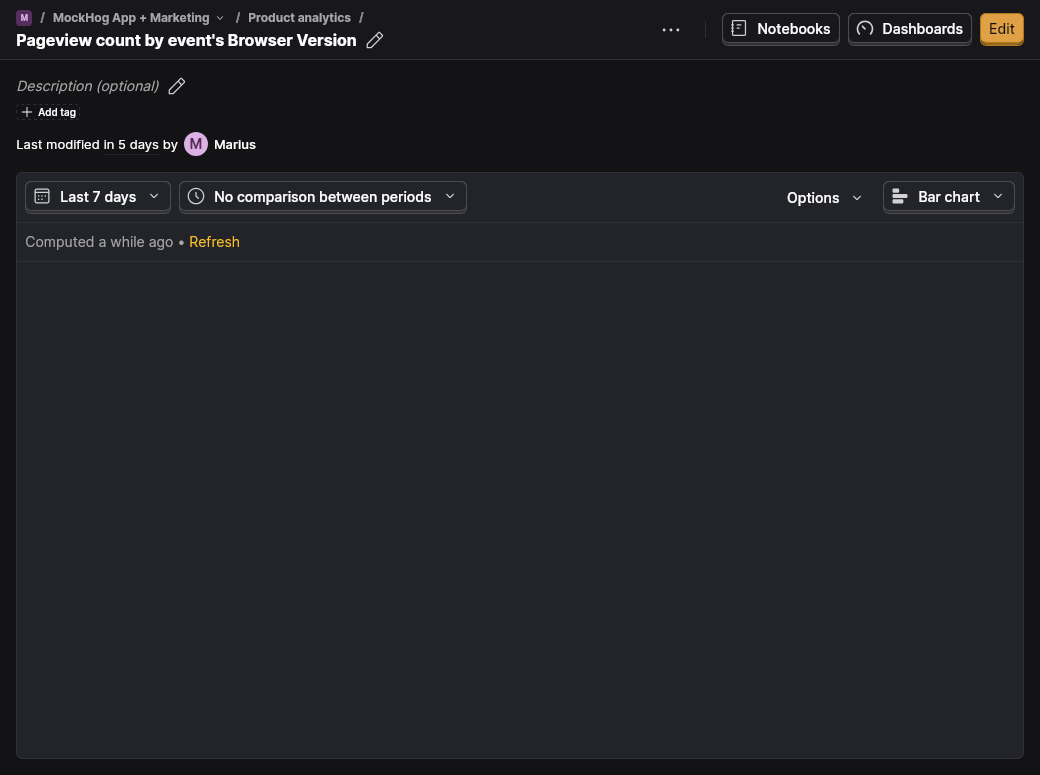 M / MockHog App + Marketing / Product analytics /
Pageview count by event's Browser Version
Notebooks
Dashboards
Edit
Description (optional)
Add tag
Last modified in 5 days by M Marius
Last 7 days
No comparison between periods
Options
Bar chart
Computed a while ago • Refresh